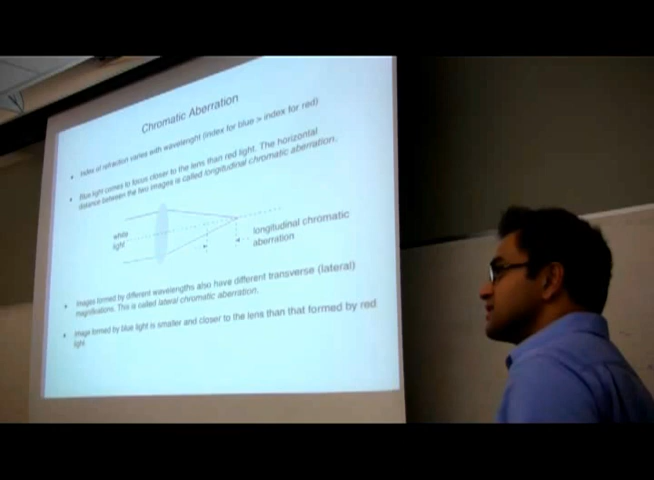 Chromatic Aberration
Index of refraction varies with wavelenght (index for blue > index for red)
Blue light comes to focus closer to the lens than red light. The horizontal
distance between the two images is called longitudinal chromatic aberration.
white
light
longitudinal chromatic
aberration
Images formed by different wavelengths also have different transverse (lateral)
magnifications. This is called lateral chromatic aberration.
Image formed by blue light is smaller and closer to the lens than that formed by red
light